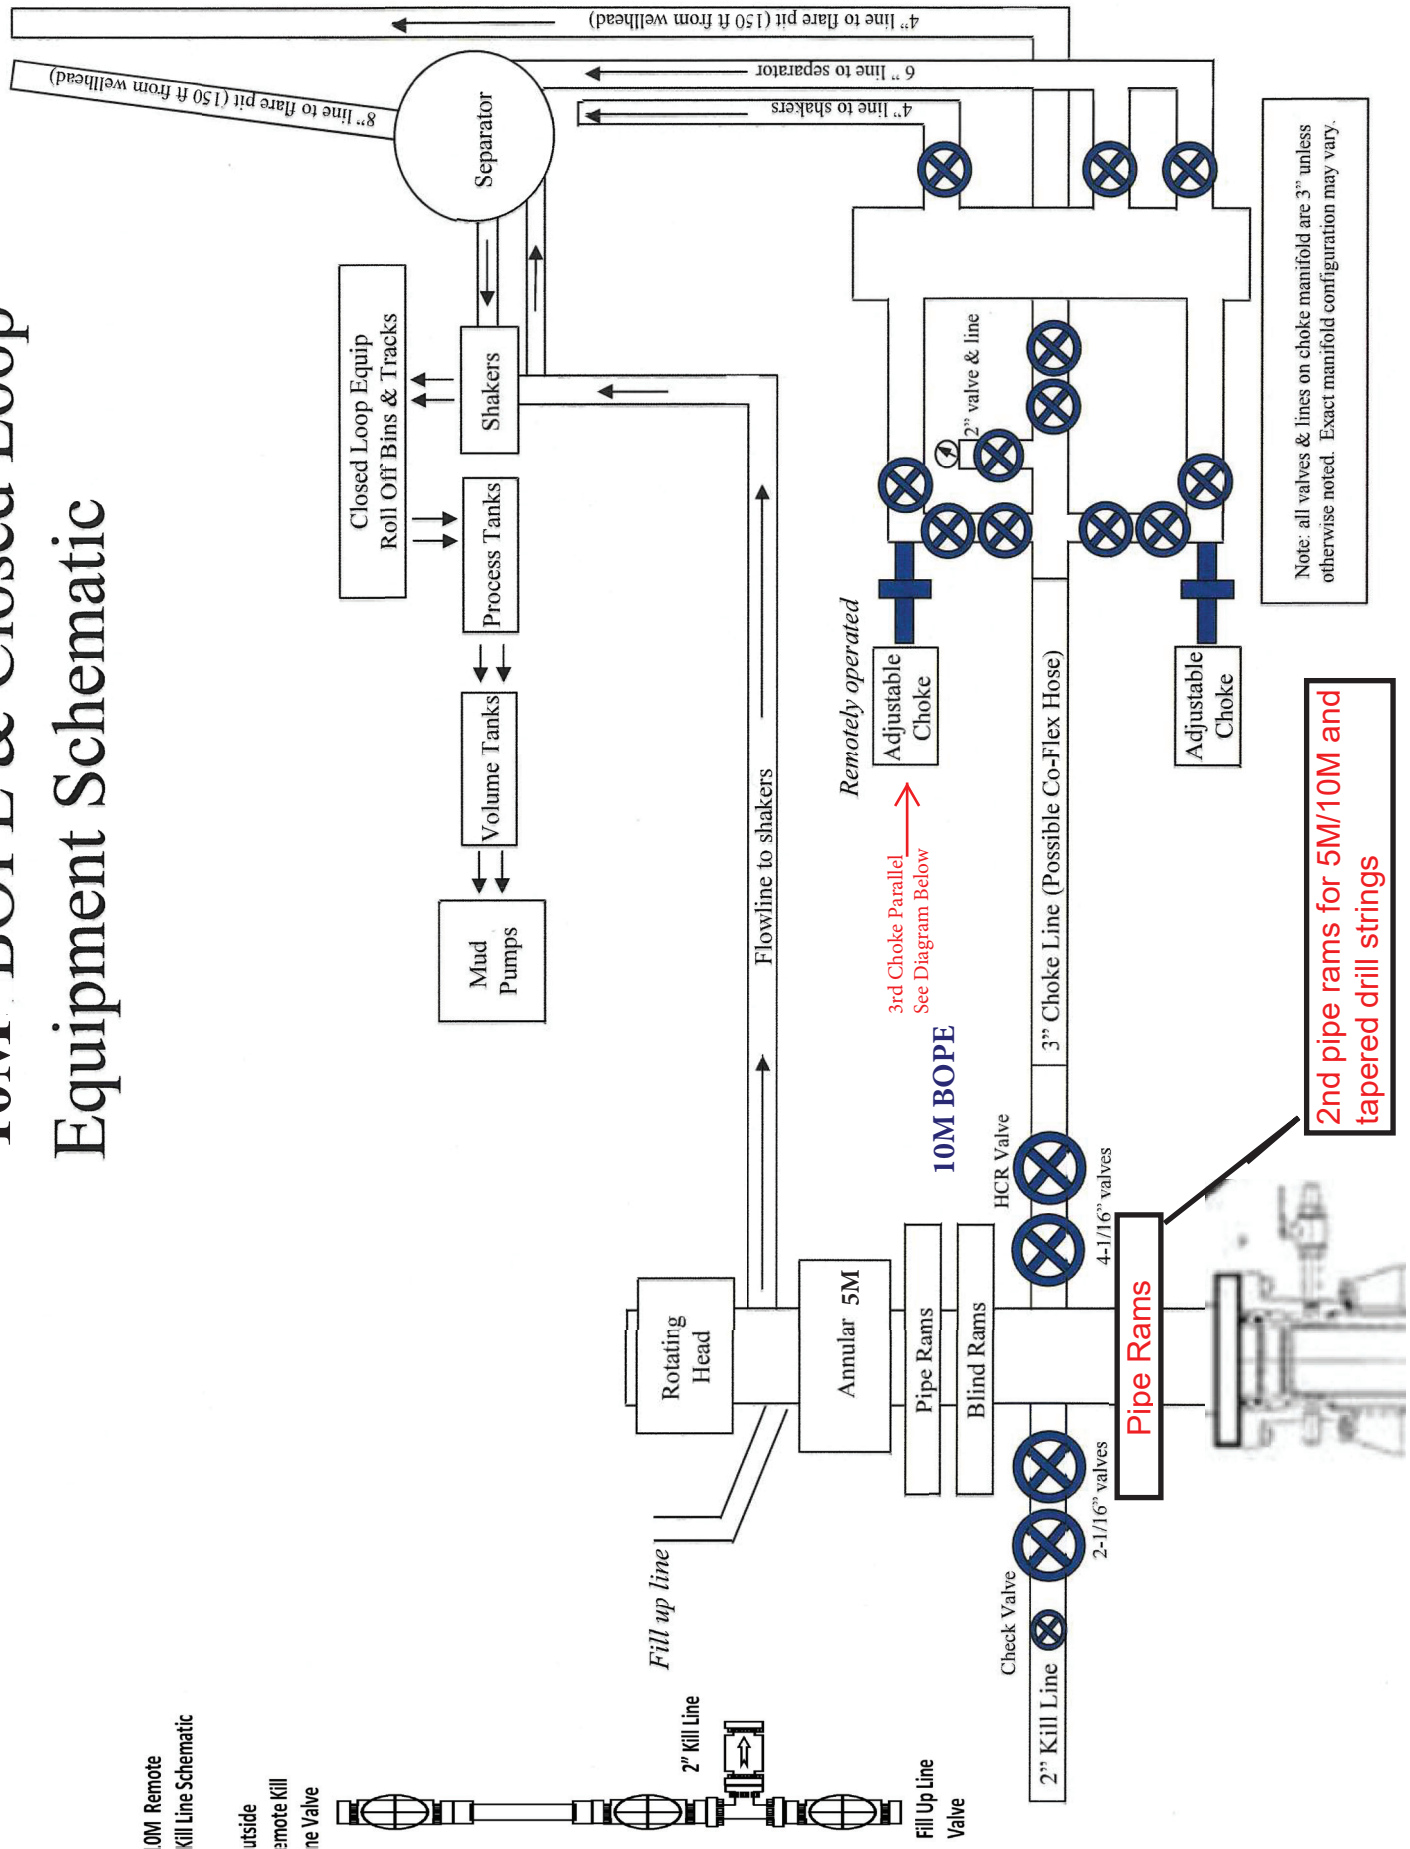 10M BOPE & Closed Loop
Equipment Schematic
10M Remote
Kill Line Schematic
2” Kill Line
Fill Up Line
Valve
Fill up line
Rotating
Head
Annular 5M
Pipe Rams
Blind Rams
Check Valve
2” Kill Line
2-1/16” valves
Pipe Rams
HCR Valve
4-1/16” valves
10M BOPE
2nd pipe rams for 5M/10M and
tapered drill strings
Mud
Pumps
Volume Tanks
Process Tanks
Closed Loop Equip
Roll Off Bins & Tracks
Shakers
Separator
Flowline to shakers
3rd Choke Parallel
See Diagram Below
Remotely operated
Adjustable
Choke
3” Choke Line (Possible Co-Flex Hose)
Adjustable
Choke
2” valve & line
8” line to flare pit (150 ft from wellhead)
4” line to flare pit (150 ft from wellhead)
6” line to separator
4” line to shakers
Note: all valves & lines on choke manifold are 3” unless
otherwise noted. Exact manifold configuration may vary.